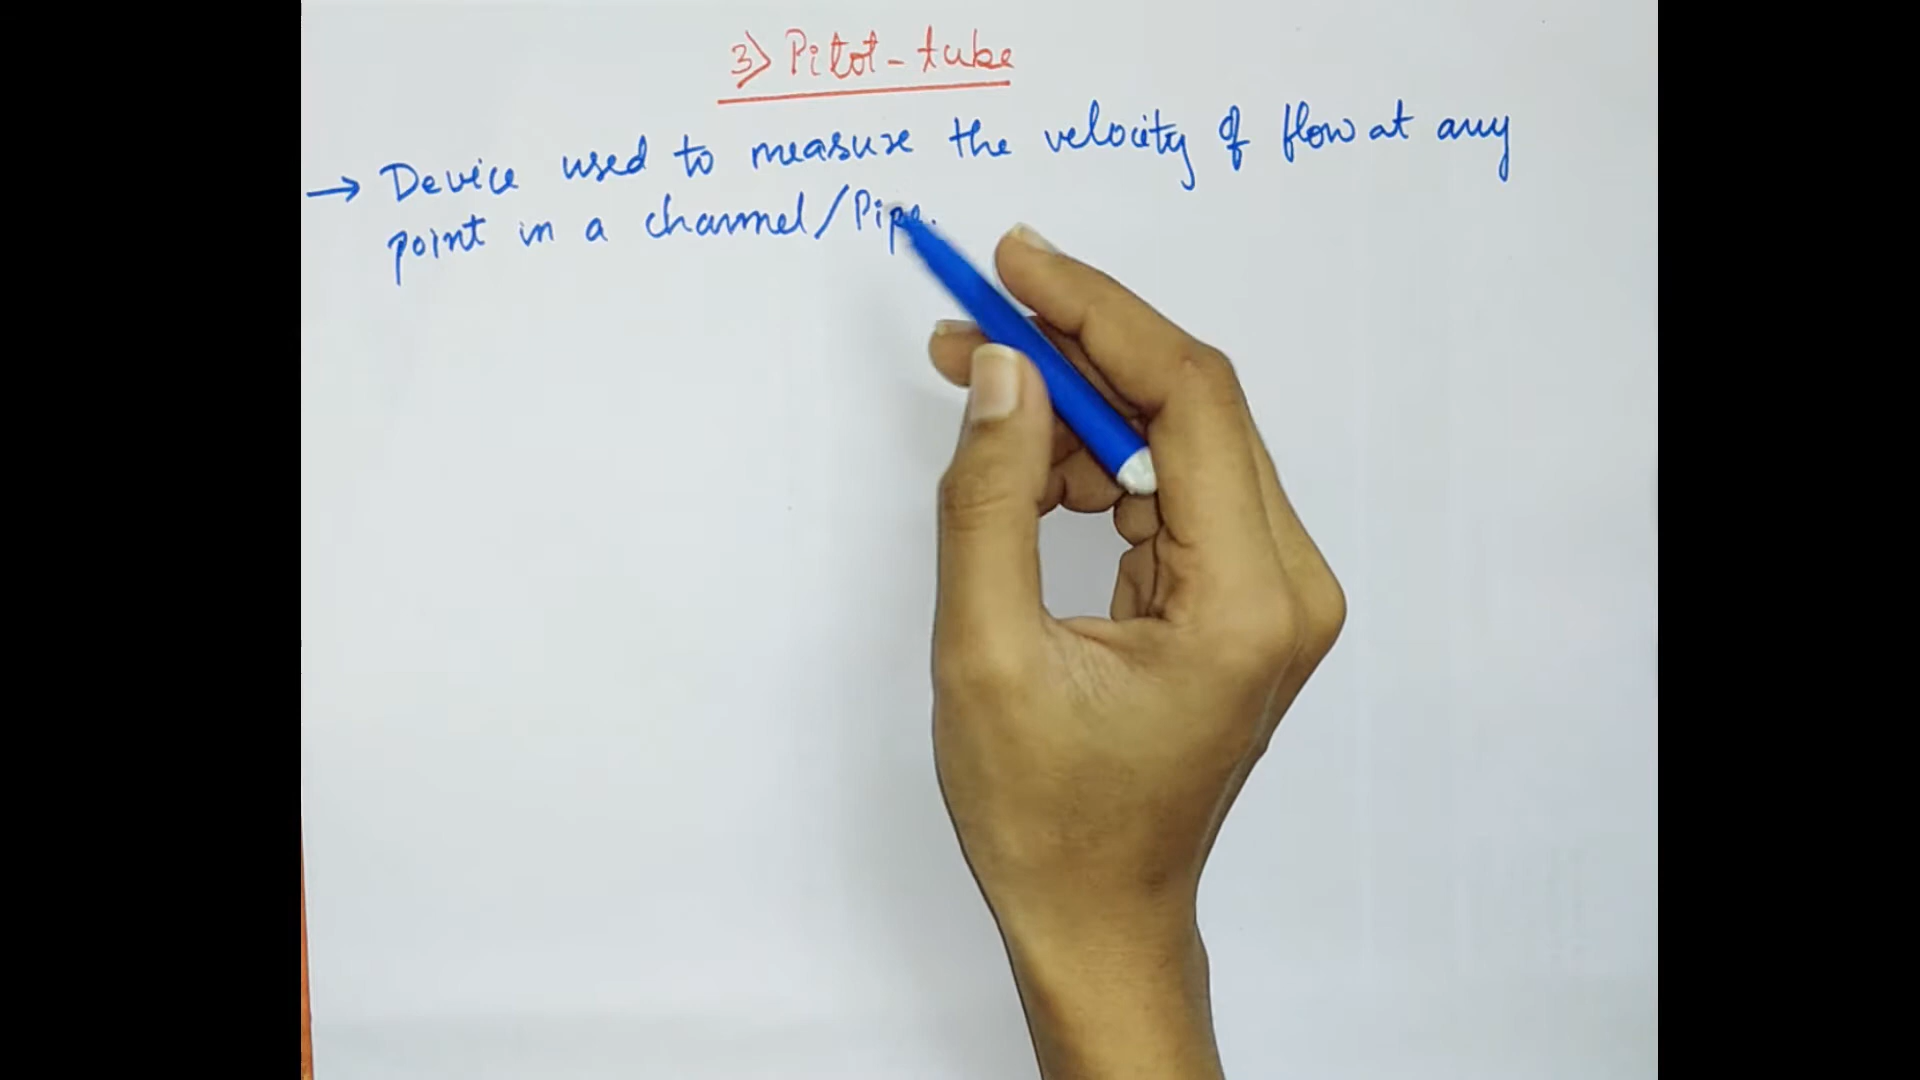 3) Pitot-tube
→ Device used to measure the velocity of flow at any
point in a channel/Pipe.